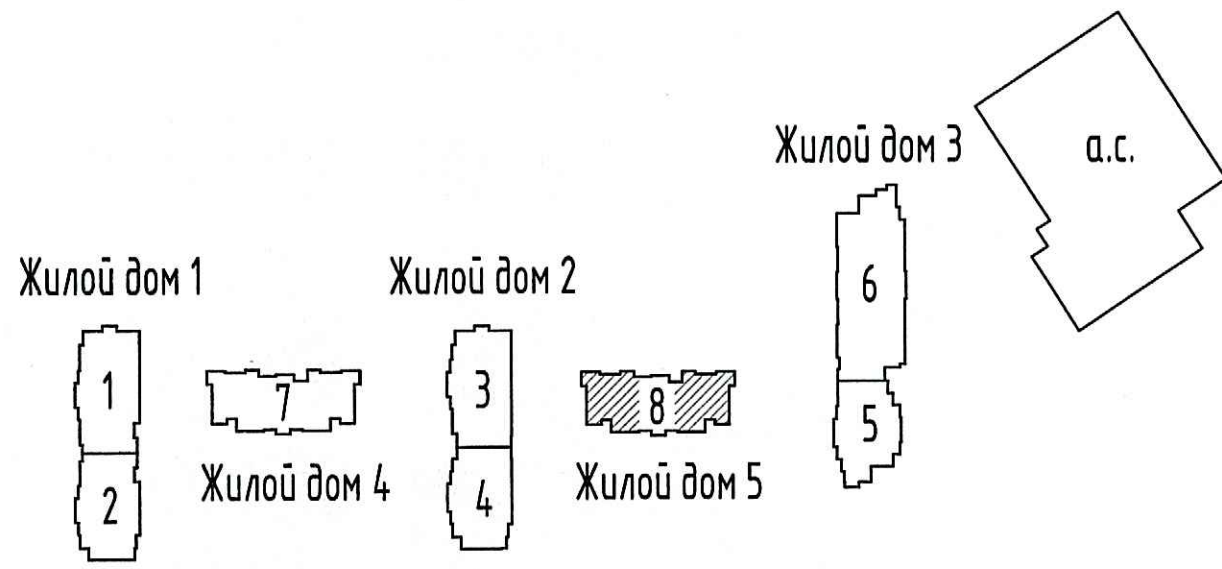 Жилой дом 3
а.с.
6
5
Жилой дом 1
1
2
7
Жилой дом 4
Жилой дом 2
3
4
8
Жилой дом 5